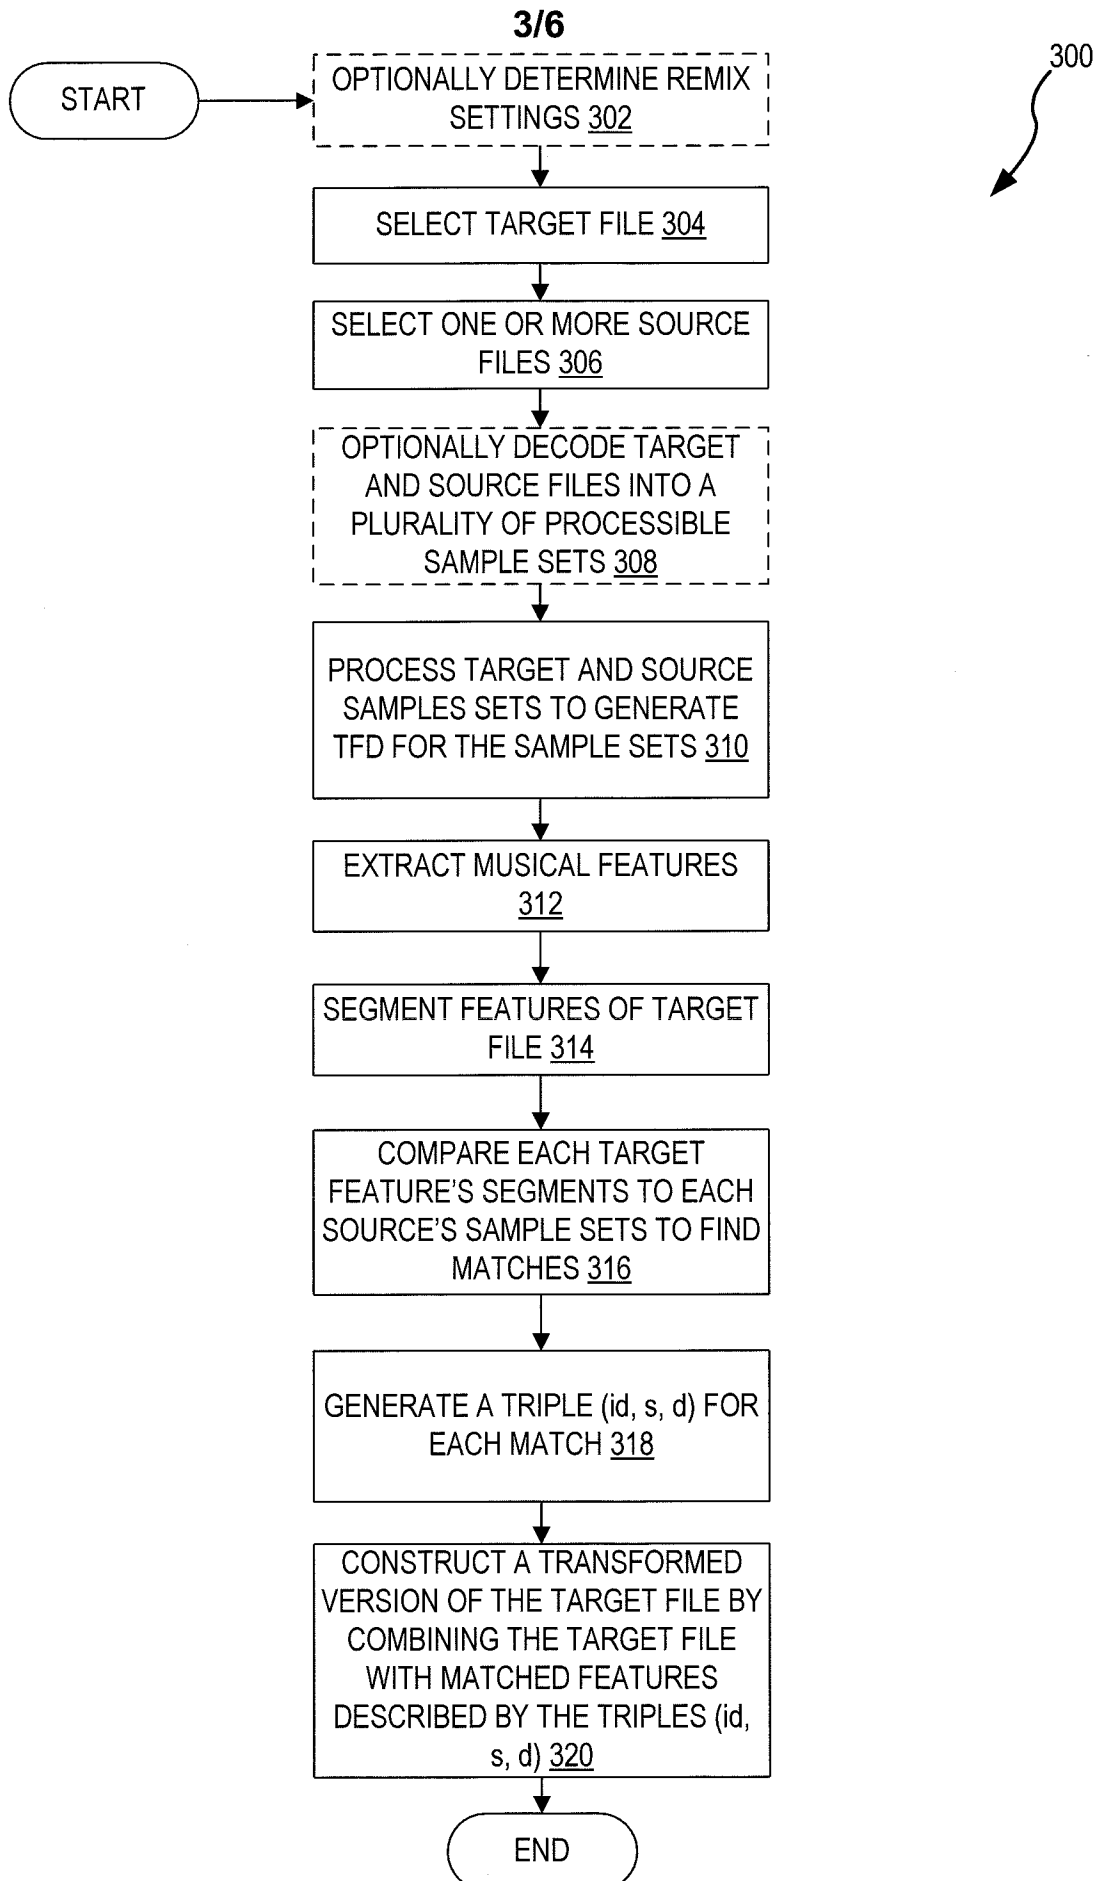 3/6
300
START
OPTIONALLY DETERMINE REMIX
SETTINGS 302
SELECT TARGET FILE 304
SELECT ONE OR MORE SOURCE
FILES 306
OPTIONALLY DECODE TARGET
AND SOURCE FILES INTO A
PLURALITY OF PROCESSIBLE
SAMPLE SETS 308
PROCESS TARGET AND SOURCE
SAMPLES SETS TO GENERATE
TFD FOR THE SAMPLE SETS 310
EXTRACT MUSICAL FEATURES
312
SEGMENT FEATURES OF TARGET
FILE 314
COMPARE EACH TARGET
FEATURE'S SEGMENTS TO EACH
SOURCE'S SAMPLE SETS TO FIND
MATCHES 316
GENERATE A TRIPLE (id, s, d) FOR
EACH MATCH 318
CONSTRUCT A TRANSFORMED
VERSION OF THE TARGET FILE BY
COMBINING THE TARGET FILE
WITH MATCHED FEATURES
DESCRIBED BY THE TRIPLES (id,
s, d) 320
END